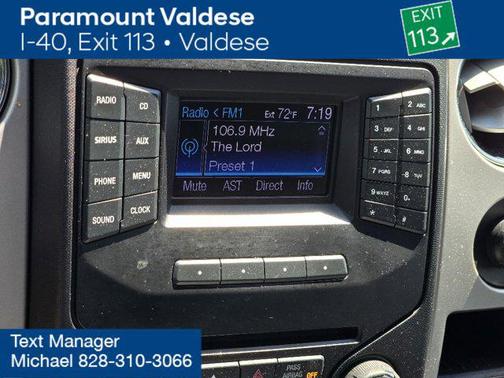 Paramount Valdese
I-40, Exit 113 • Valdese
EXIT
113
Radio < FM1 Ext 72°F 7:19
106.9 MHz
The Lord
Preset 1
Mute AST Direct Info
RADIO CD
SIRIUS AUX
PHONE MENU
SOUND CLOCK
1 2 ABC
3 DEF 4 GHI
5 JKL 6 MNO
7 PQRS 8 TUV
9 WXYZ 0
* #
PASS
AIRBAG OFF
Text Manager
Michael 828-310-3066